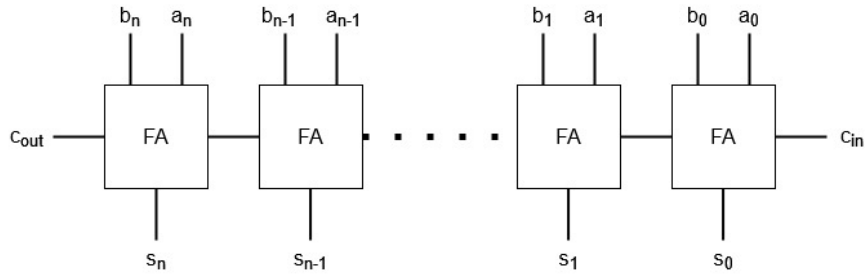 bn an bn-1 an-1 b1 a1 b0 a0
cout FA FA FA FA cin
sn sn-1 s1 s0